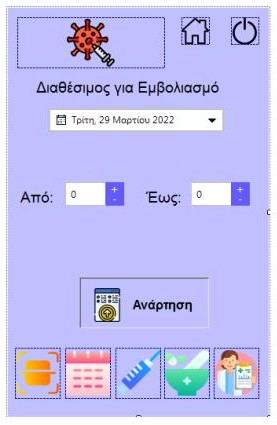 Διαθέσιμος για Εμβολιασμό
Τρίτη, 29 Μαρτίου 2022
Από: 0 + - Έως: 0 + -
Ανάρτηση